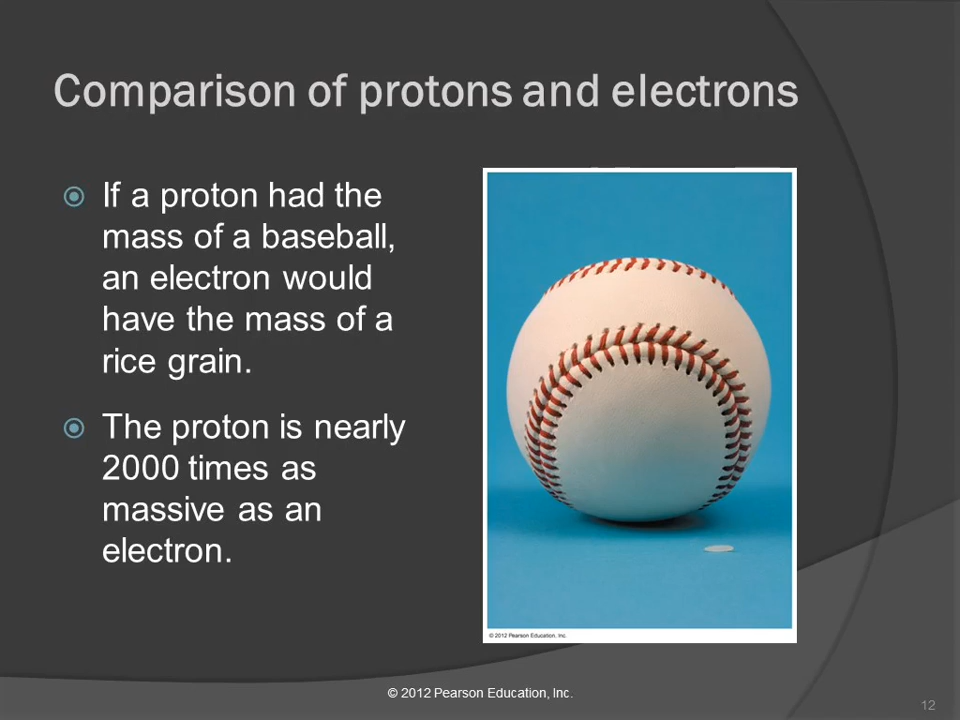 Comparison of protons and electrons
If a proton had the
mass of a baseball,
an electron would
have the mass of a
rice grain.
The proton is nearly
2000 times as
massive as an
electron.
© 2012 Pearson Education, Inc.
© 2012 Pearson Education, Inc.
12